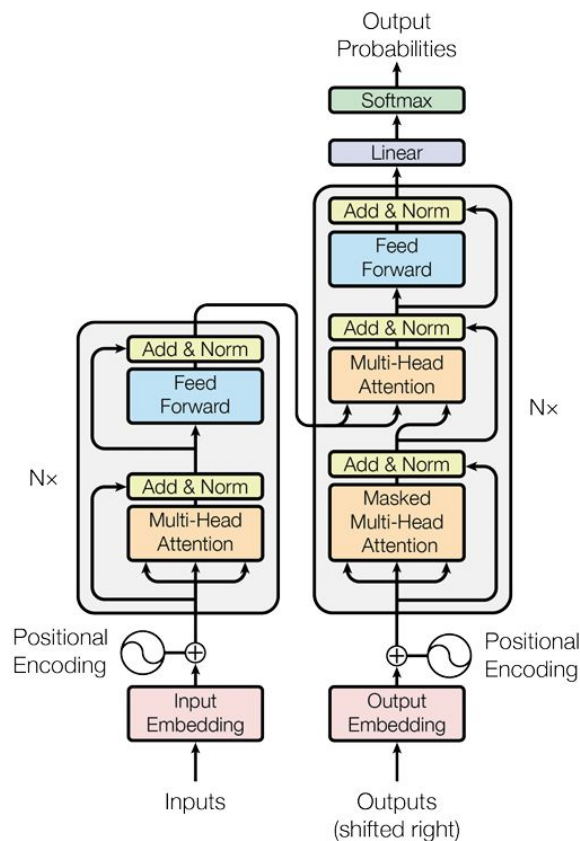 Output
Probabilities
Softmax
Linear
Add & Norm
Feed
Forward
Add & Norm
Multi-Head
Attention
Add & Norm
Masked
Multi-Head
Attention
N×
Add & Norm
Feed
Forward
Add & Norm
Multi-Head
Attention
N×
Positional
Encoding
Positional
Encoding
Input
Embedding
Output
Embedding
Inputs
Outputs
(shifted right)